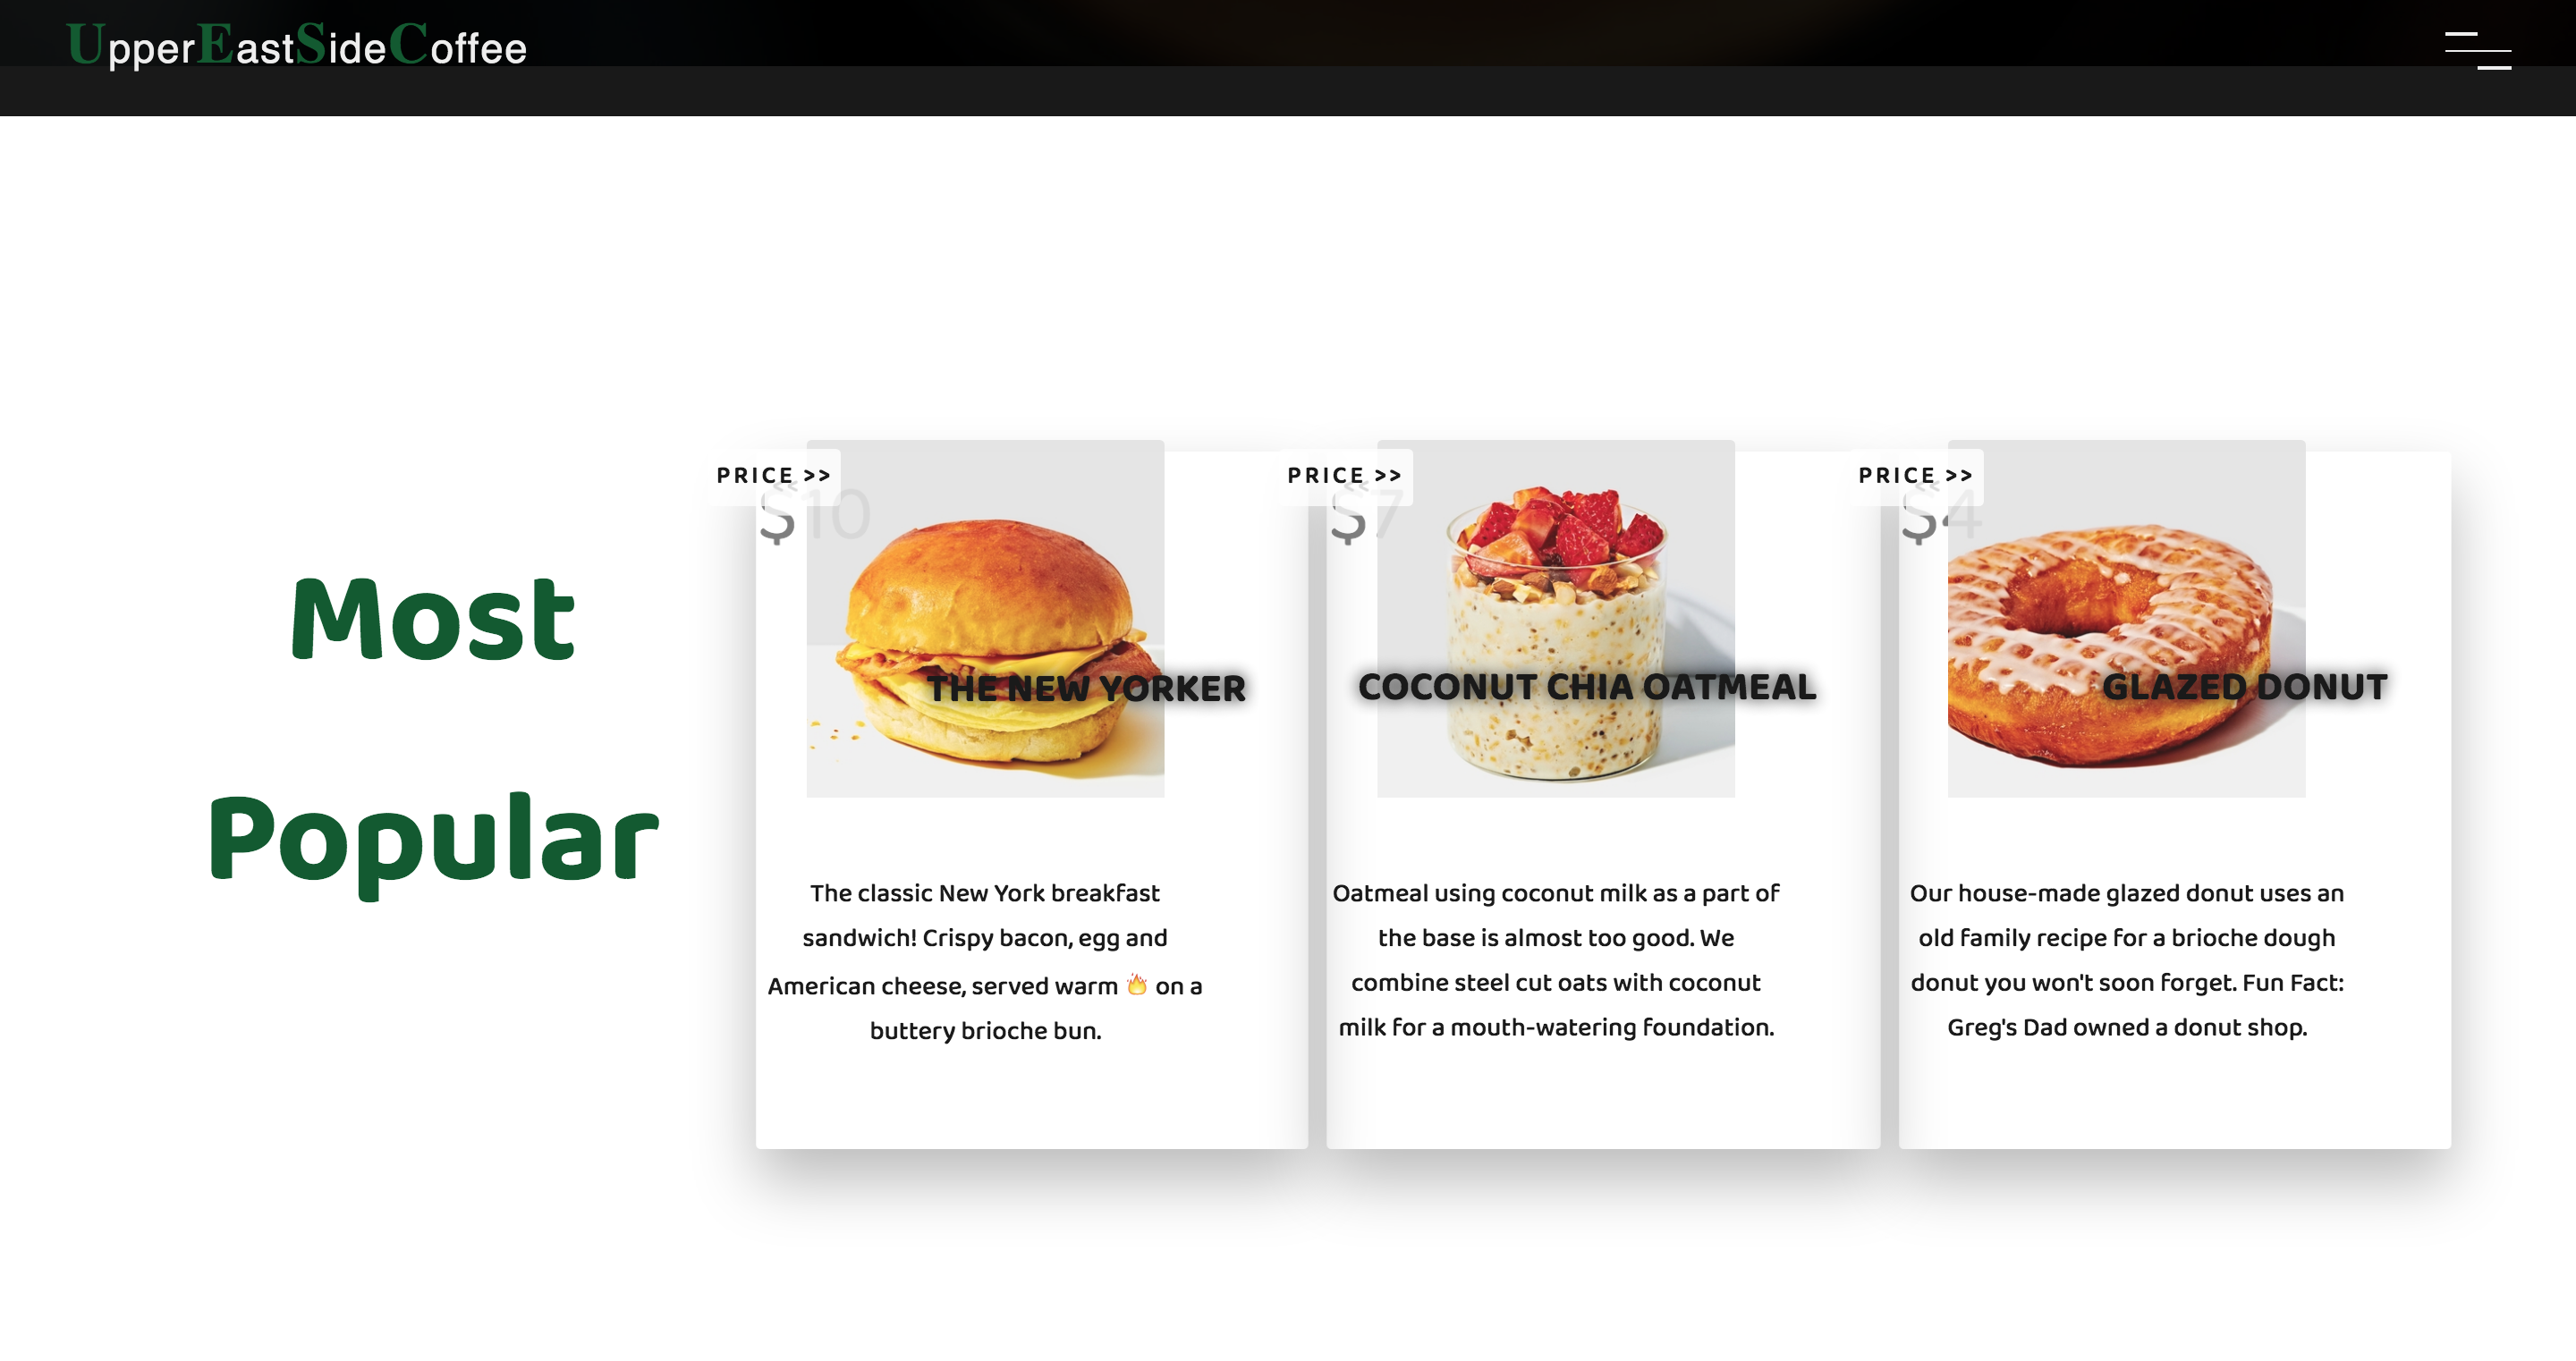 UpperEastSideCoffee
Most
Popular
PRICE >>
$10
THE NEW YORKER
The classic New York breakfast
sandwich! Crispy bacon, egg and
American cheese, served warm 🔥 on a
buttery brioche bun.
PRICE >>
$7
COCONUT CHIA OATMEAL
Oatmeal using coconut milk as a part of
the base is almost too good. We
combine steel cut oats with coconut
milk for a mouth-watering foundation.
PRICE >>
$4
GLAZED DONUT
Our house-made glazed donut uses an
old family recipe for a brioche dough
donut you won't soon forget. Fun Fact:
Greg's Dad owned a donut shop.